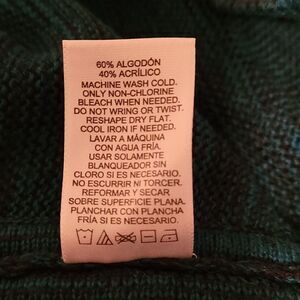 60% ALGODÓN
40% ACRÍLICO
MACHINE WASH COLD.
ONLY NON-CHLORINE
BLEACH WHEN NEEDED.
DO NOT WRING OR TWIST.
RESHAPE DRY FLAT.
COOL IRON IF NEEDED.
LAVAR A MÁQUINA
CON AGUA FRÍA.
USAR SOLAMENTE
BLANQUEADOR SIN
CLORO SI ES NECESARIO.
NO ESCURRIR NI TORCER.
REFORMAR Y SECAR
SOBRE SUPERFICIE PLANA.
PLANCHAR CON PLANCHA
FRÍA SI ES NECESARIO.